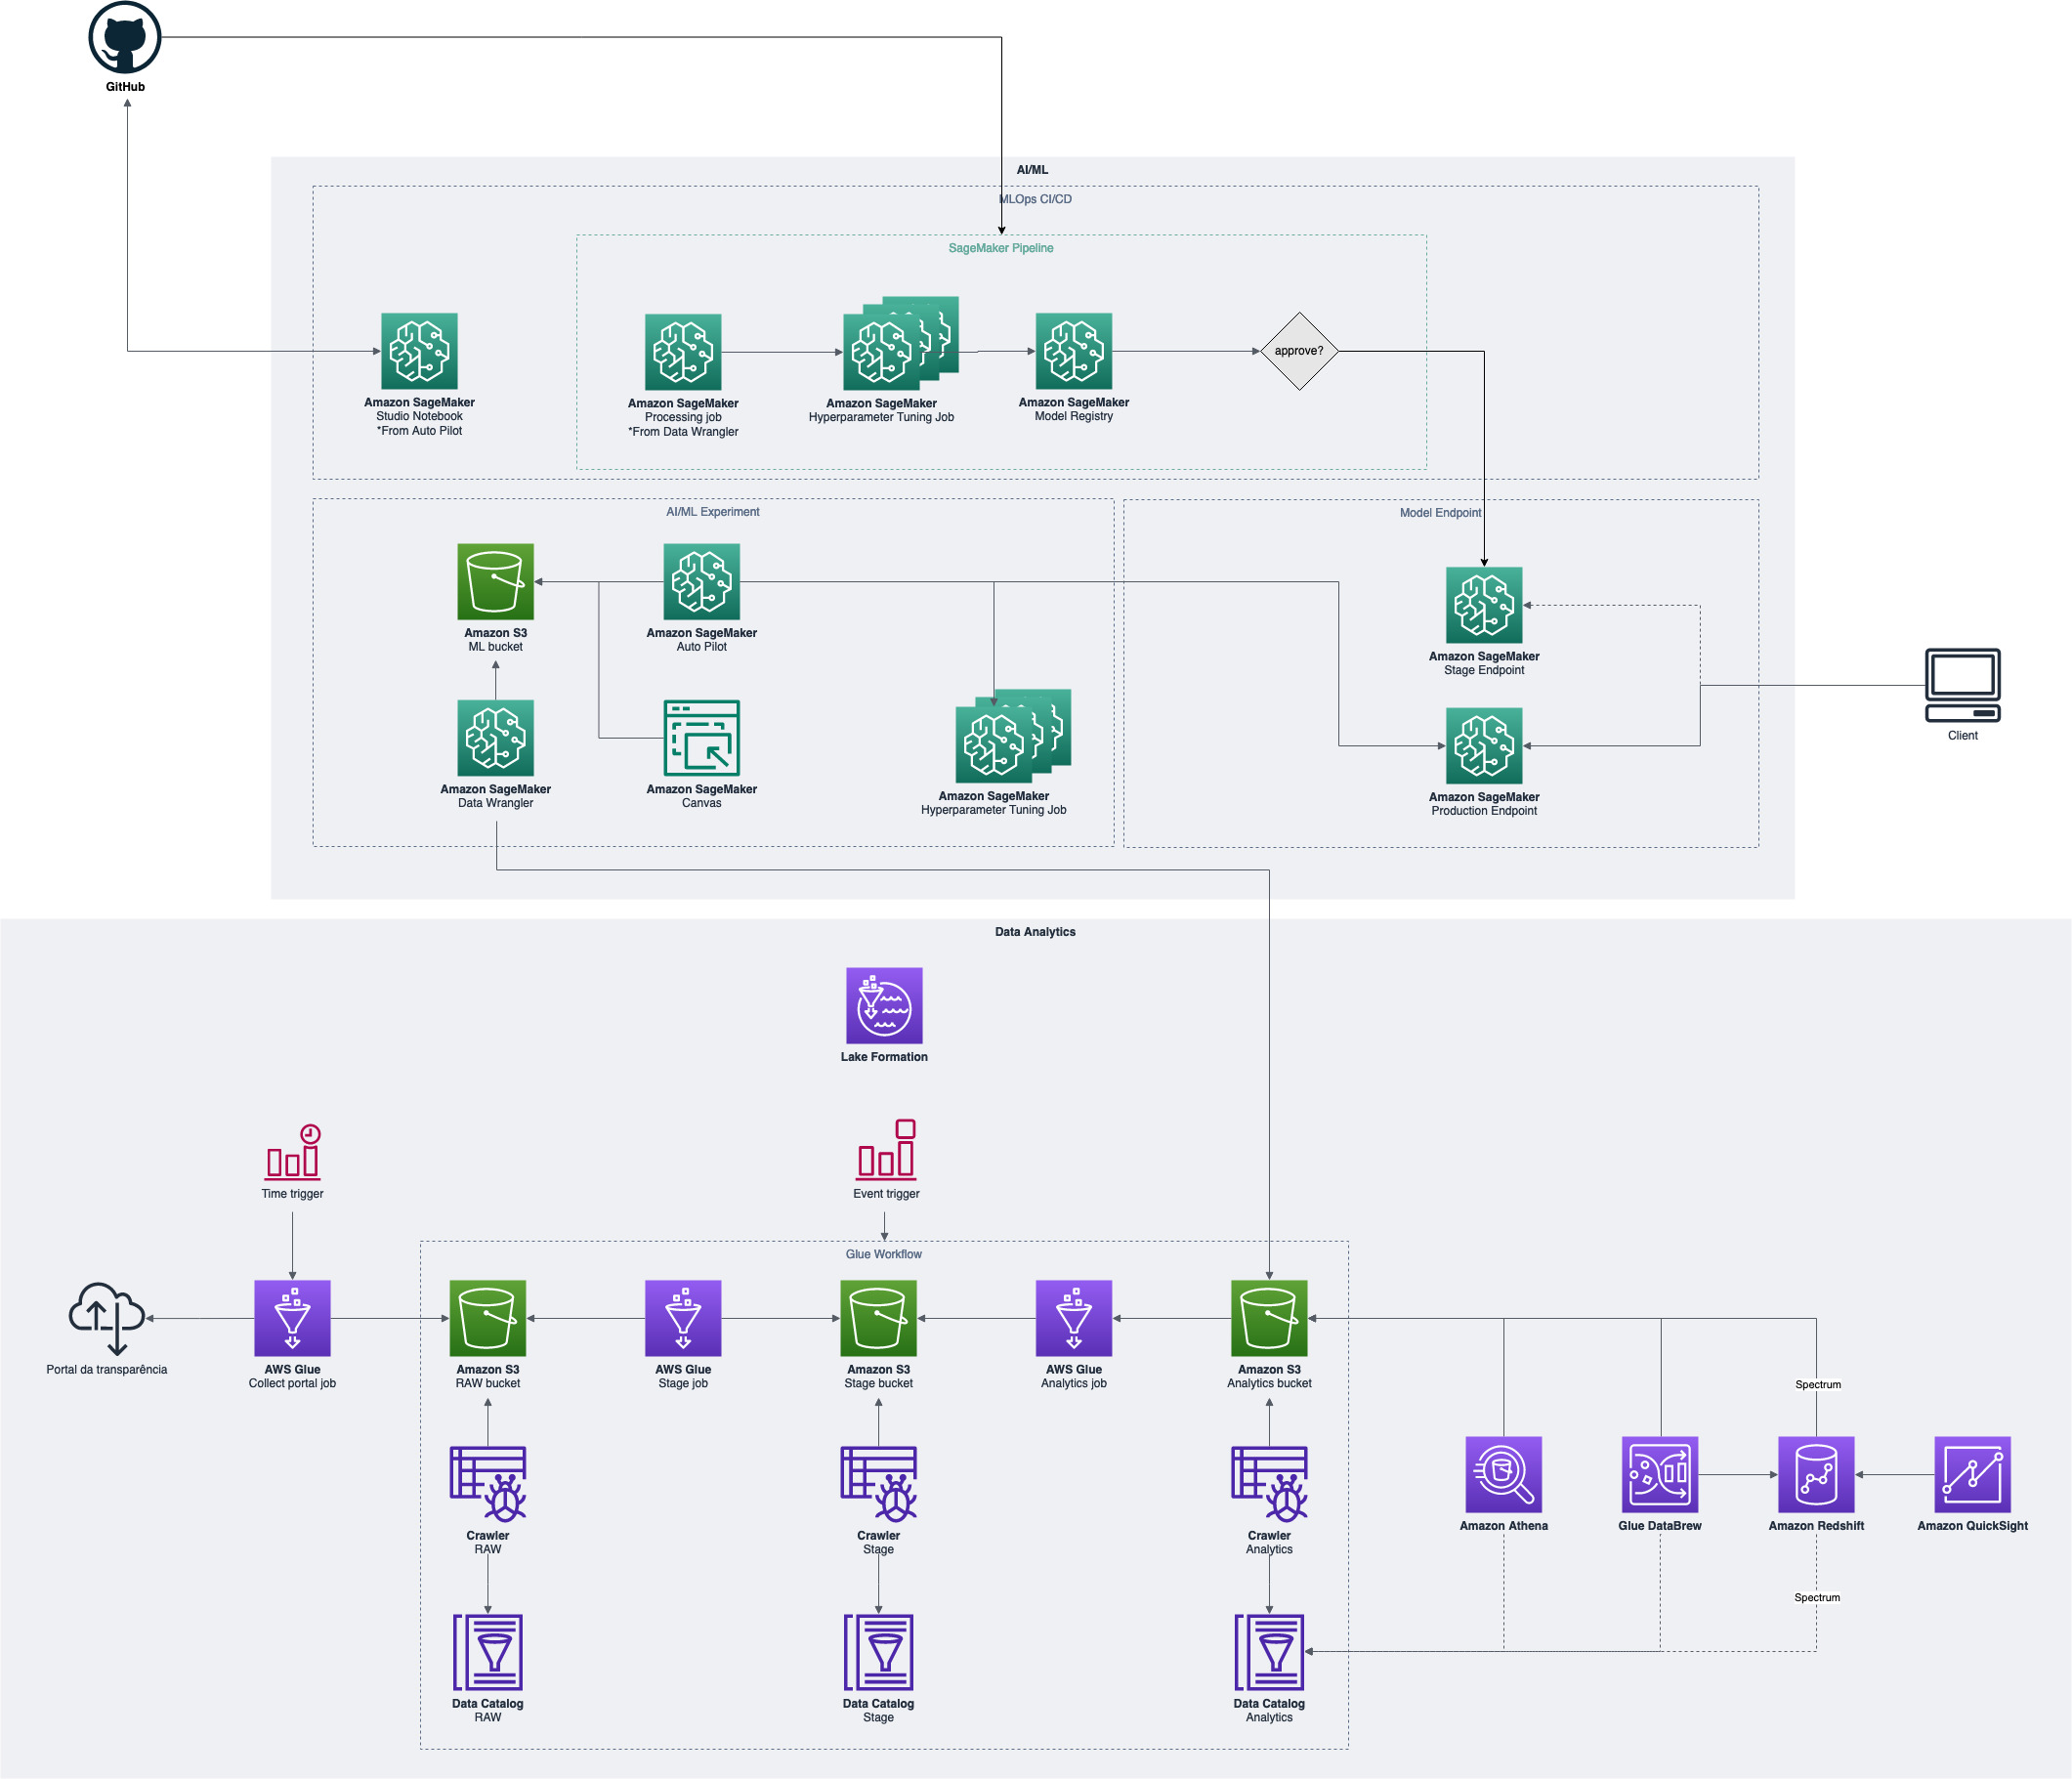 GitHub
AI/ML
MLOps CI/CD
SageMaker Pipeline
Amazon SageMaker
Studio Notebook
*From Auto Pilot
Amazon SageMaker
Processing job
*From Data Wrangler
Amazon SageMaker
Hyperparameter Tuning Job
Amazon SageMaker
Model Registry
approve?
AI/ML Experiment
Amazon S3
ML bucket
Amazon SageMaker
Auto Pilot
Amazon SageMaker
Data Wrangler
Amazon SageMaker
Canvas
Amazon SageMaker
Hyperparameter Tuning Job
Model Endpoint
Amazon SageMaker
Stage Endpoint
Amazon SageMaker
Production Endpoint
Client
Data Analytics
Lake Formation
Time trigger
Event trigger
Glue Workflow
Portal da transparência
AWS Glue
Collect portal job
Amazon S3
RAW bucket
AWS Glue
Stage job
Amazon S3
Stage bucket
AWS Glue
Analytics job
Amazon S3
Analytics bucket
Spectrum
Crawler
RAW
Crawler
Stage
Crawler
Analytics
Amazon Athena
Glue DataBrew
Amazon Redshift
Amazon QuickSight
Spectrum
Data Catalog
RAW
Data Catalog
Stage
Data Catalog
Analytics